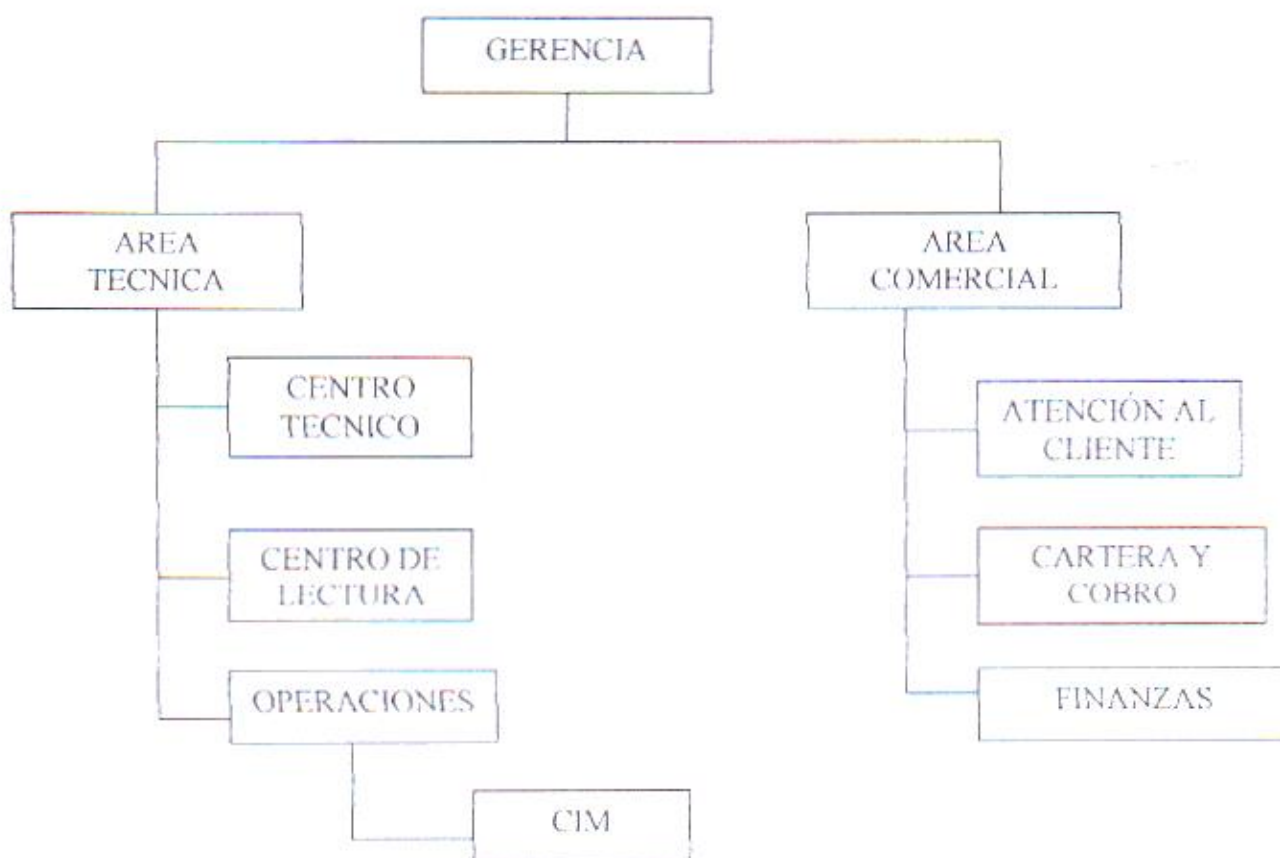 GERENCIA
AREA
TECNICA
AREA
COMERCIAL
CENTRO
TECNICO
ATENCIÓN AL
CLIENTE
CENTRO DE
LECTURA
CARTERA Y
COBRO
OPERACIONES
FINANZAS
CIM